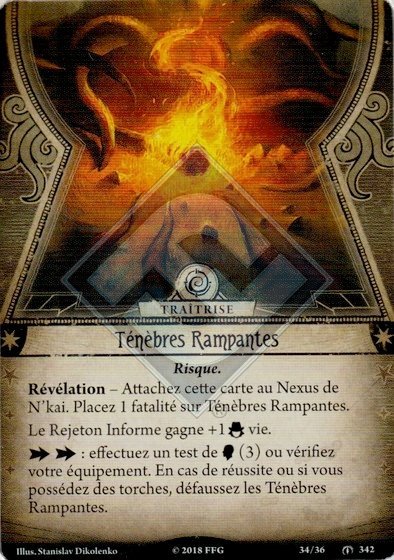 TRAÎTRISE
Ténèbres Rampantes
Risque.
Révélation – Attachez cette carte au Nexus de
N'kai. Placez 1 fatalité sur Ténèbres Rampantes.
Le Rejeton Informe gagne +1 vie.
: effectuez un test de (3) ou vérifiez
votre équipement. En cas de réussite ou si vous
possédez des torches, défaussez les Ténèbres
Rampantes.
Illus. Stanislav Dikolenko © 2018 FFG 34/36 342